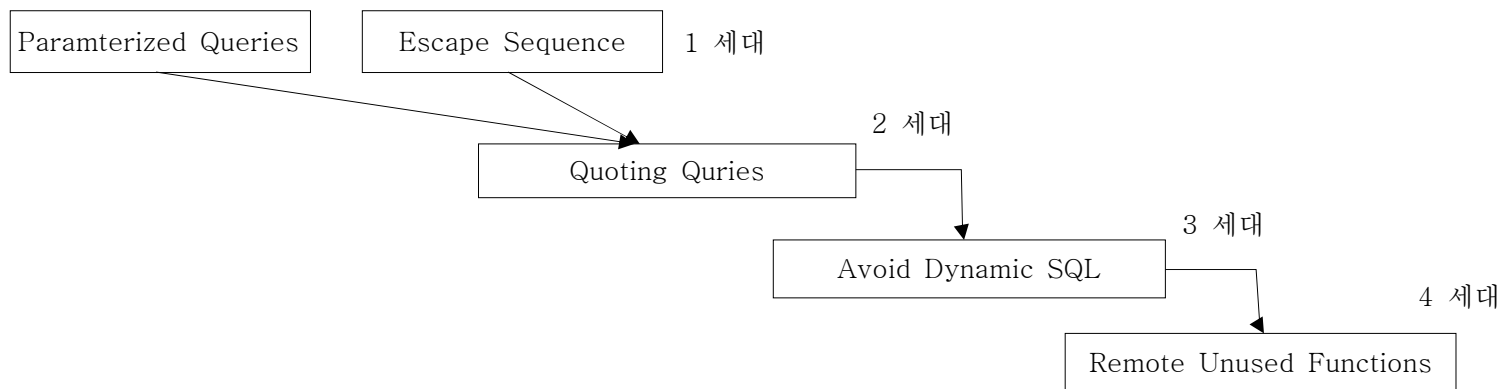 Paramterized Queries
Escape Sequence
1 세대
2 세대
Quoting Quries
3 세대
Avoid Dynamic SQL
4 세대
Remote Unused Functions